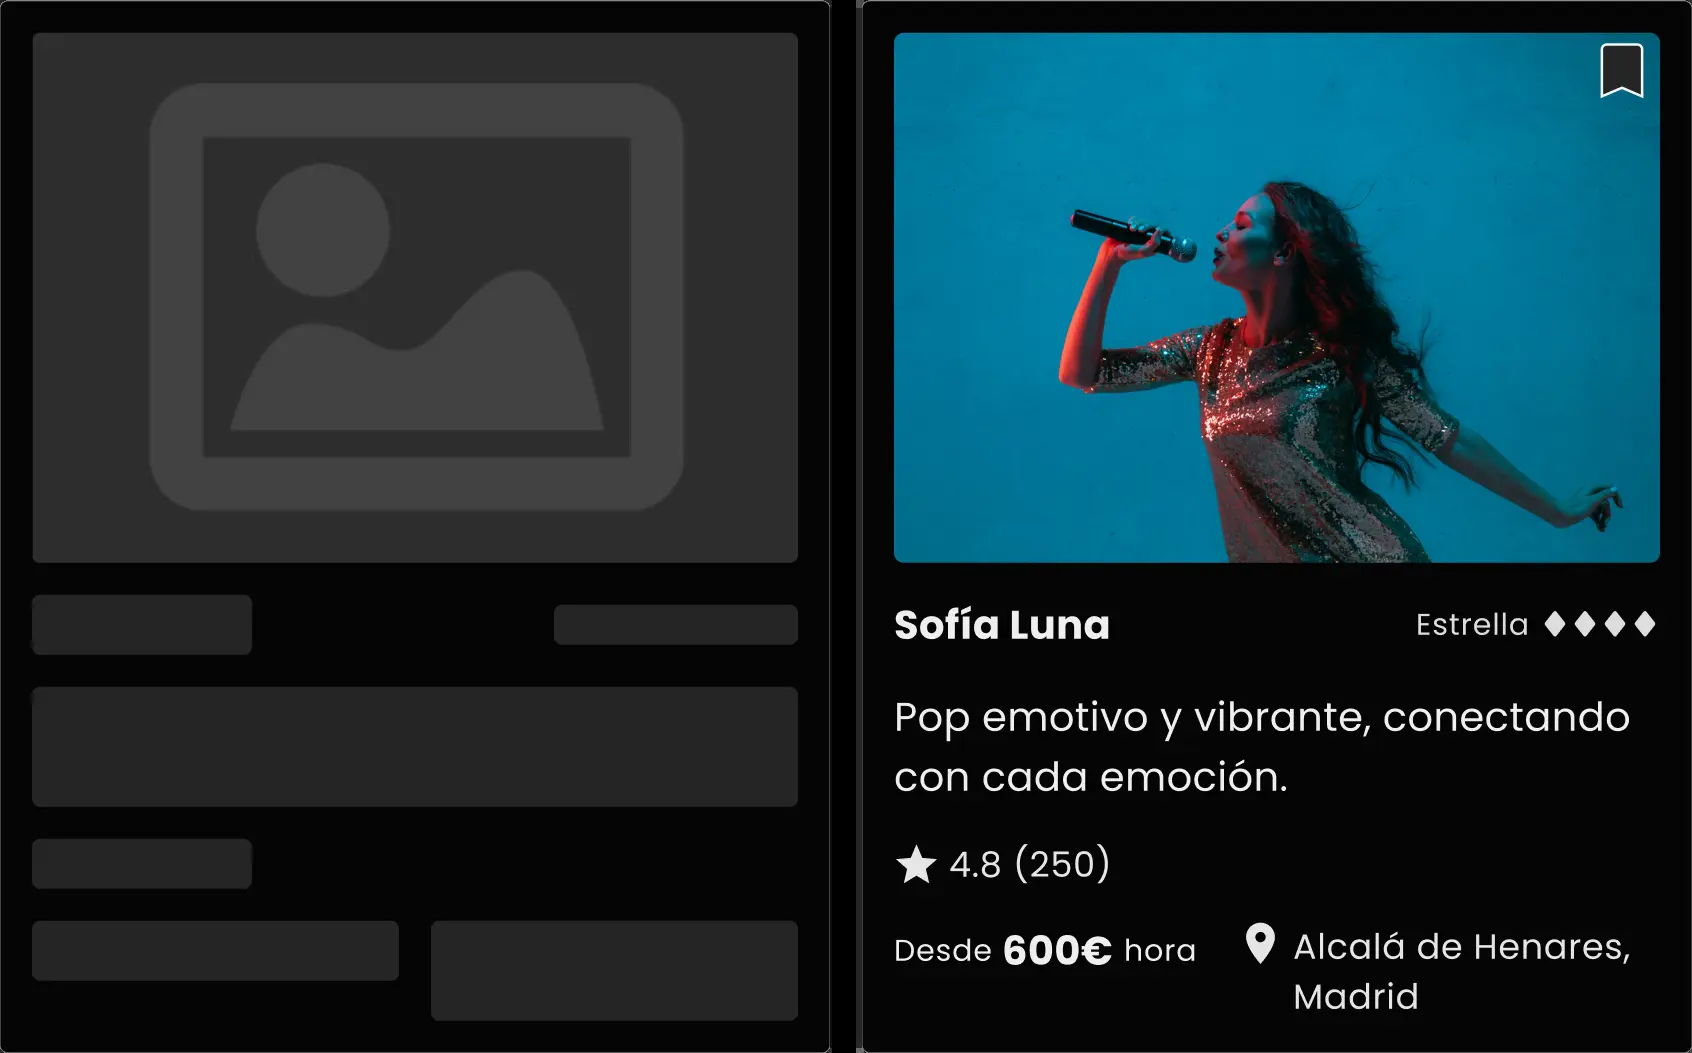 Sofía Luna
Estrella
Pop emotivo y vibrante, conectando
con cada emoción.
4.8 (250)
Desde 600€ hora
Alcalá de Henares,
Madrid